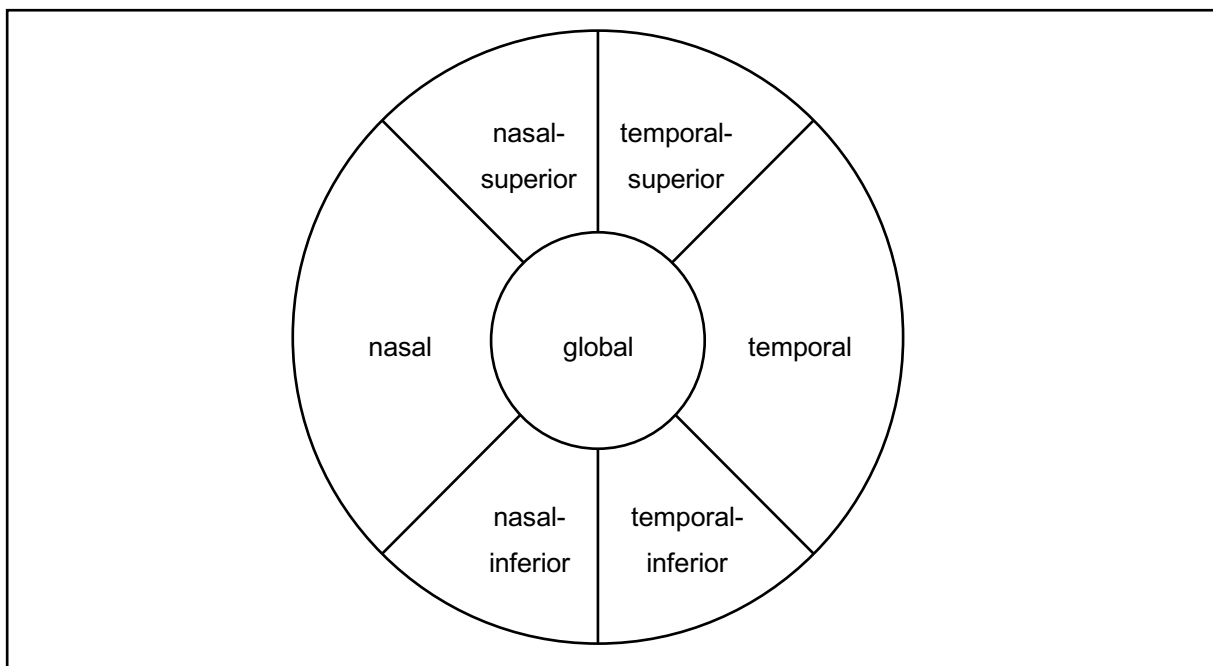 nasal-
superior
temporal-
superior
nasal
global
temporal
nasal-
inferior
temporal-
inferior